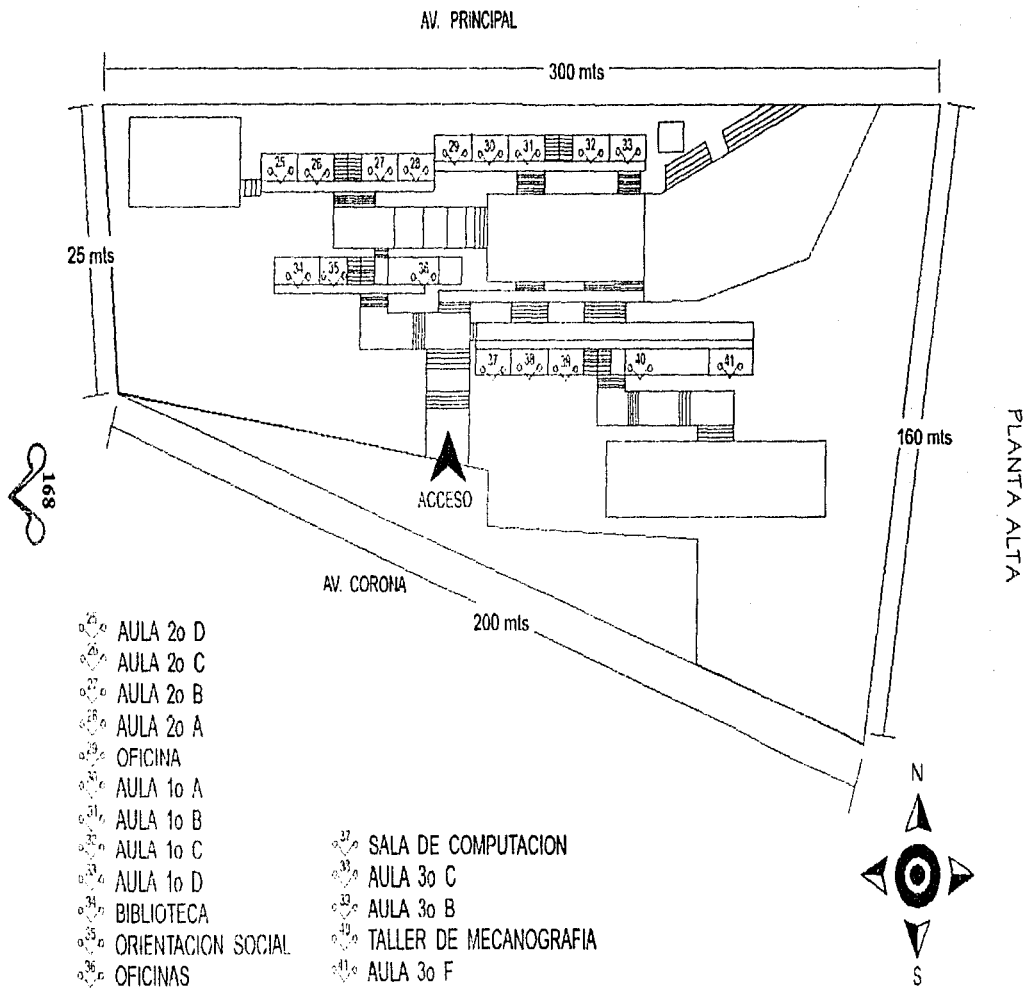 AV. PRINCIPAL
300 mts
29 30 31 32 33
25 26 27 28
25 mts
34 35 36
37 38 39 40 41
160 mts
PLANTA ALTA
168
ACCESO
AV. CORONA
200 mts
25 AULA 2o D
26 AULA 2o C
27 AULA 2o B
28 AULA 2o A
29 OFICINA
30 AULA 1o A
31 AULA 1o B
32 AULA 1o C
33 AULA 1o D
34 BIBLIOTECA
35 ORIENTACION SOCIAL
36 OFICINAS
37 SALA DE COMPUTACION
AULA 3o C
AULA 3o B
40 TALLER DE MECANOGRAFIA
41 AULA 3o F
N
S